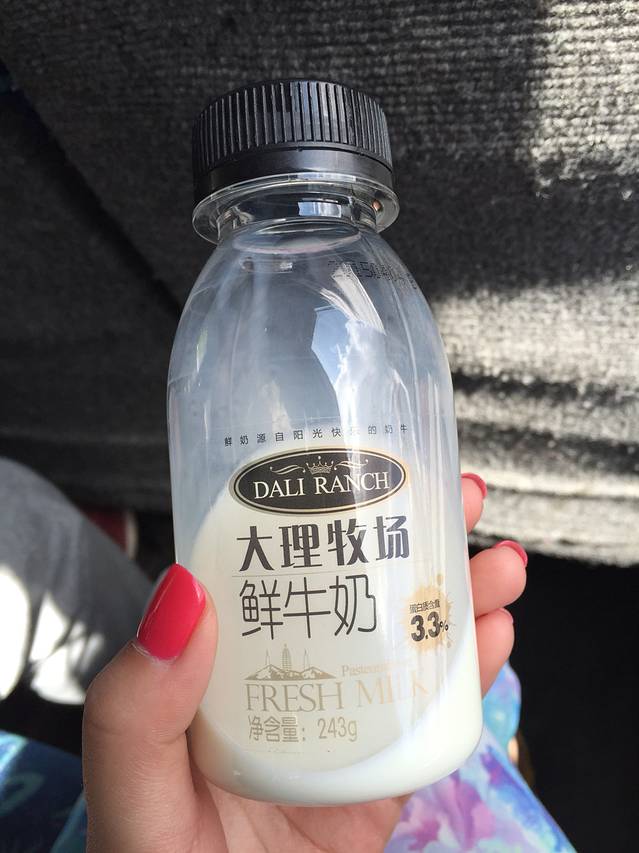 鲜奶源自阳光快乐的奶牛
DALI RANCH
大理牧场
鲜牛奶
蛋白质含量
3.3%
FRESH MILK
净含量：243g